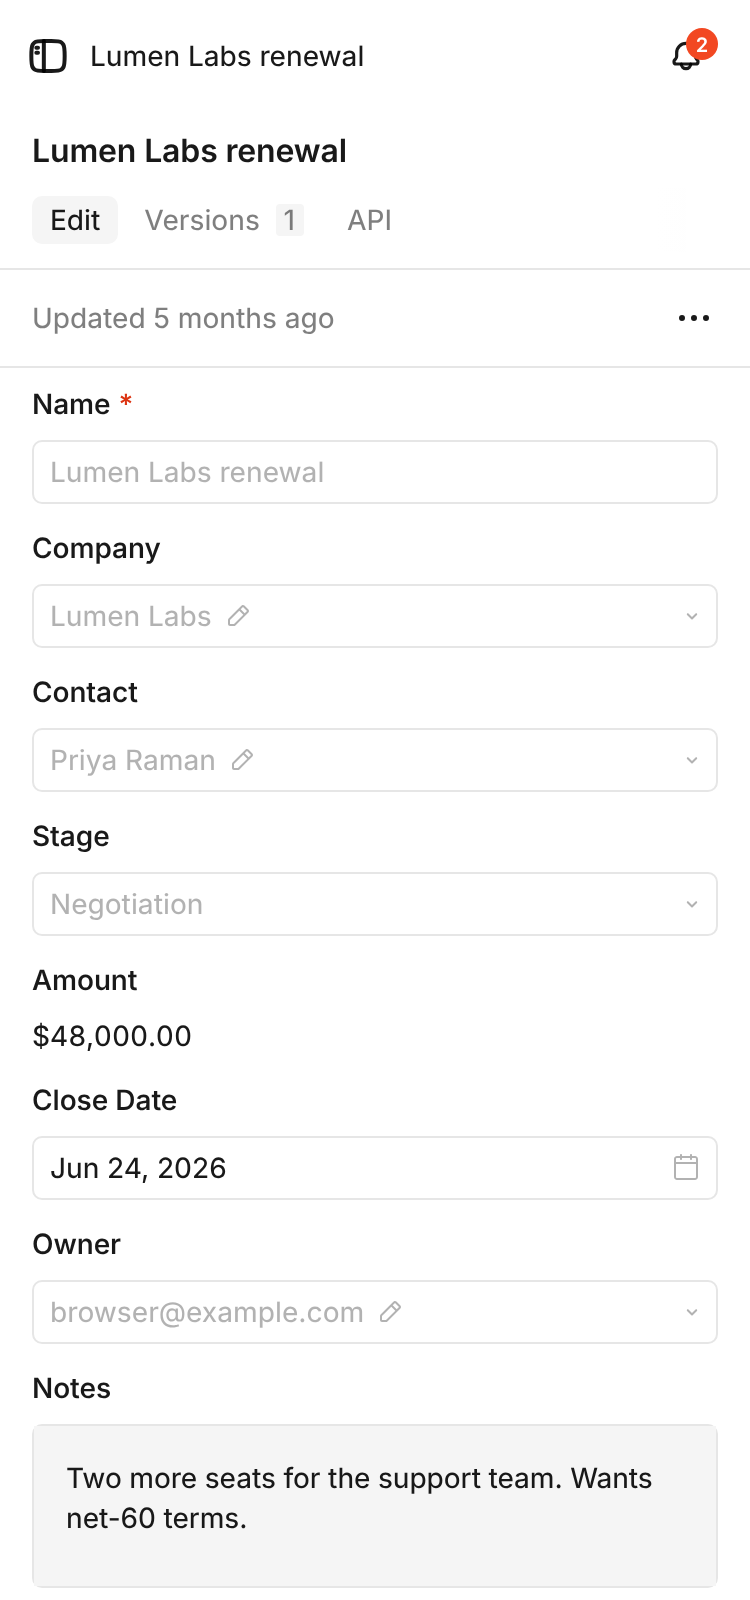 Lumen Labs renewal
2
Lumen Labs renewal
Edit
Versions 1
API
Updated 5 months ago
Name *
Lumen Labs renewal
Company
Lumen Labs
Contact
Priya Raman
Stage
Negotiation
Amount
$48,000.00
Close Date
Jun 24, 2026
Owner
browser@example.com
Notes
Two more seats for the support team. Wants
net-60 terms.